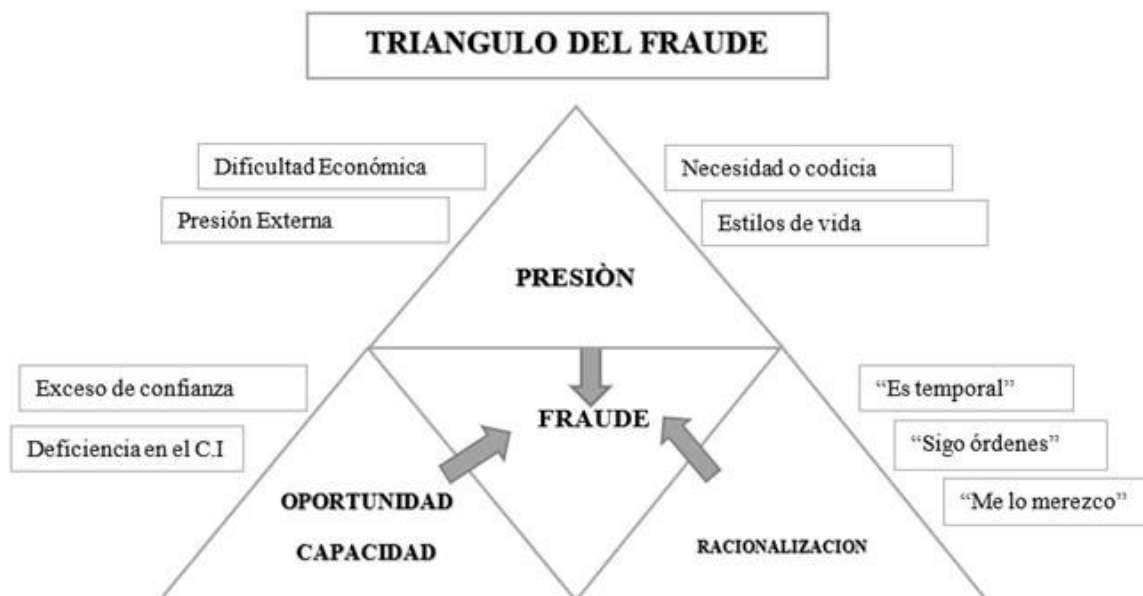 TRIANGULO DEL FRAUDE
Dificultad Económica
Necesidad o codicia
Presión Externa
Estilos de vida
PRESIÒN
Exceso de confianza
“Es temporal”
FRAUDE
Deficiencia en el C.I
“Sigo órdenes”
OPORTUNIDAD
“Me lo merezco”
CAPACIDAD
RACIONALIZACION